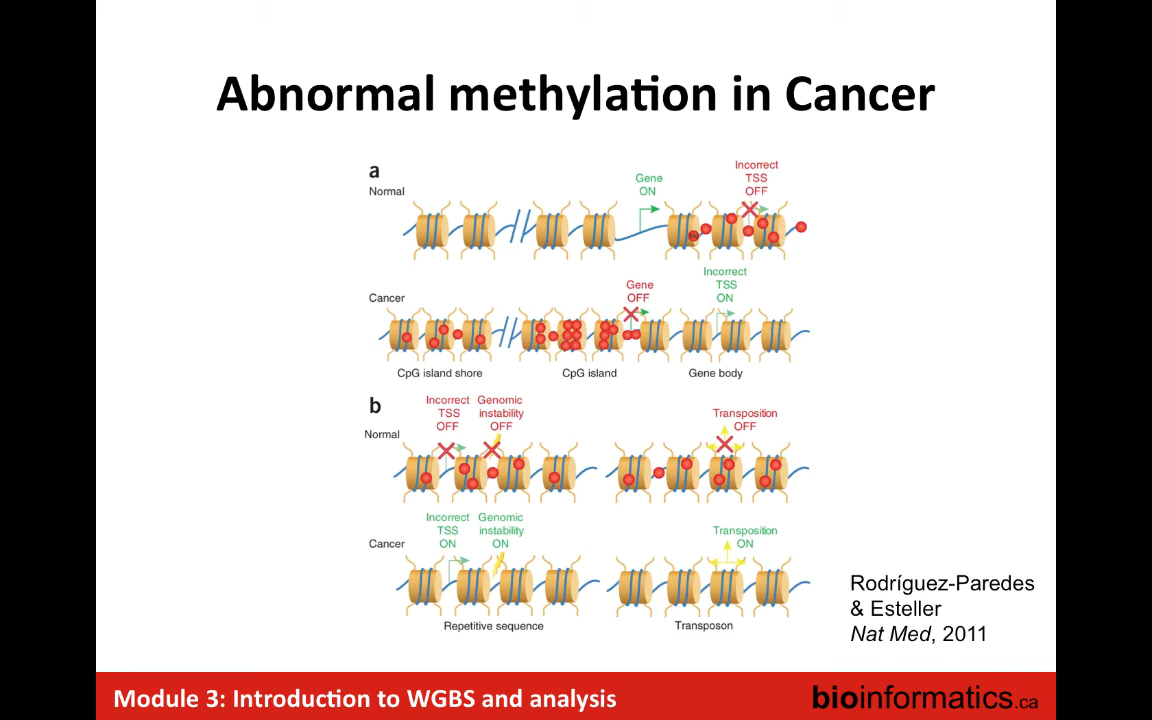 Abnormal methylation in Cancer
a
Normal
Gene
ON
Incorrect
TSS
OFF
Me
Cancer
Gene
OFF
Incorrect
TSS
ON
CpG island shore
CpG island
Gene body
b
Normal
Incorrect
TSS
OFF
Genomic
instability
OFF
Transposition
OFF
Cancer
Incorrect
TSS
ON
Genomic
instability
ON
Transposition
ON
Repetitive sequence
Transposon
Rodríguez-Paredes
& Esteller
Nat Med, 2011
Module 3: Introduction to WGBS and analysis
bioinformatics.ca